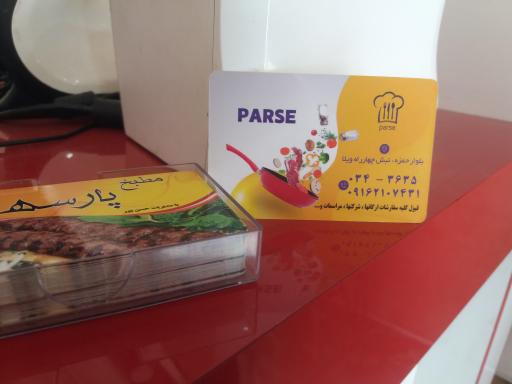 PARSE
parse
بلوار حمزه، نبش چهارراه ویلا
۰۳۴ - ۳۶۳۵
۰۹۱۶۲۱۰۷۴۳۱
قبول کلیه سفارشات ارگانها ، شرکتها ، مراسمات و...
مطبخ
پارسه